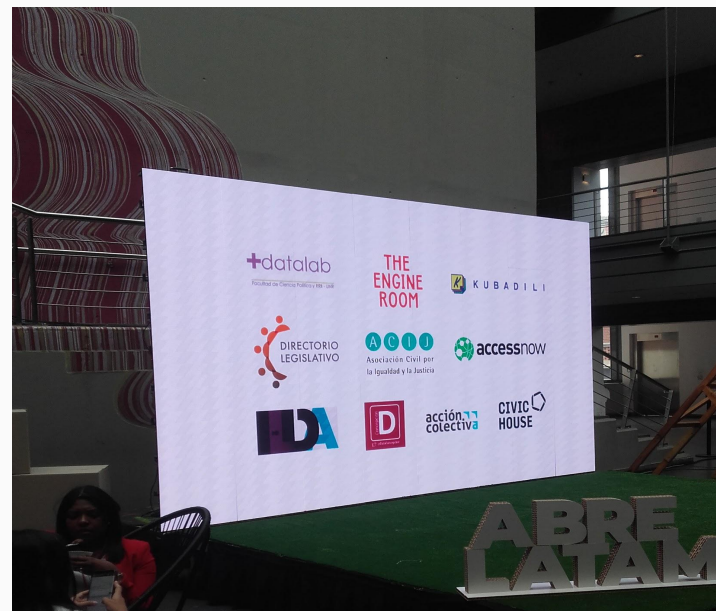 +datalab
THE
ENGINE
ROOM
KUBADILI
DIRECTORIO
LEGISLATIVO
ACIJ
Asociación Civil por
la Igualdad y la Justicia
accessnow
HDA
D
acción
colectiva
CIVIC
HOUSE
ABRE
LATAM